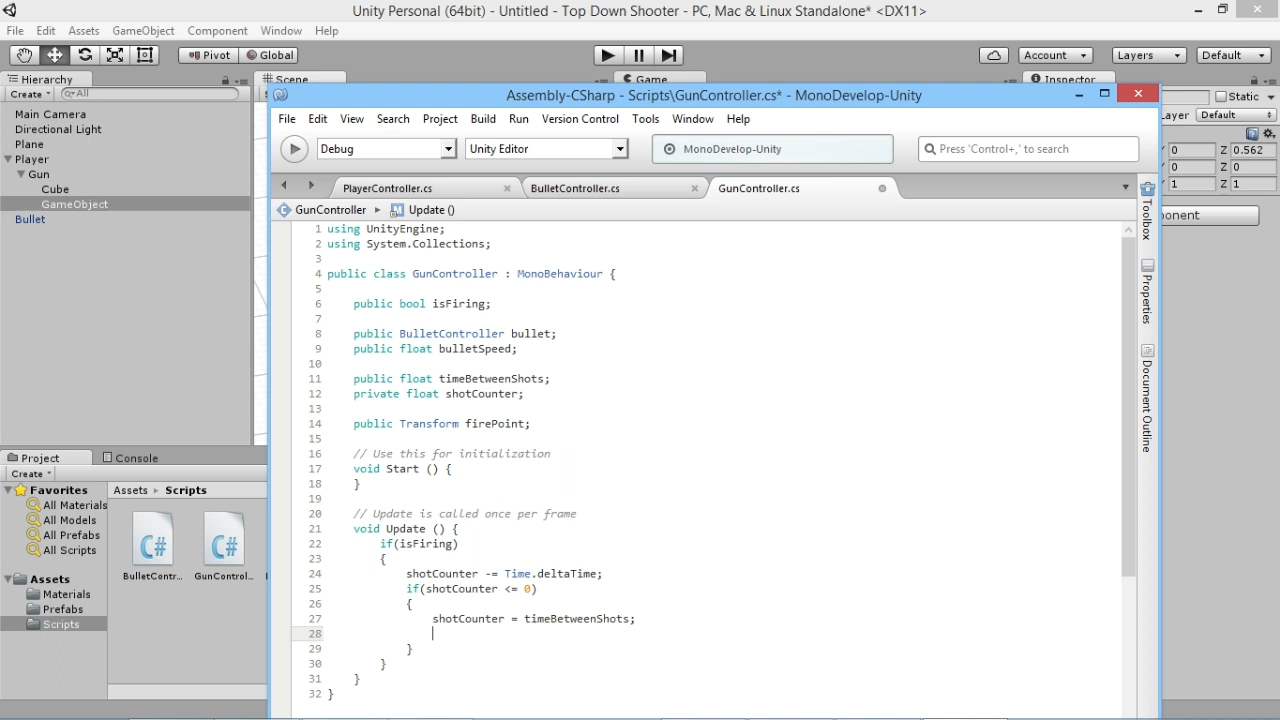 Unity Personal (64bit) - Untitled - Top Down Shooter - PC, Mac & Linux Standalone* <DX11>
File Edit Assets GameObject Component Window Help
Pivot Global Account Layers Default
Hierarchy Scene Game Inspector
Create All
Main Camera
Directional Light
Plane
Player
Gun
Cube
GameObject
Bullet
Static
Layer Default
0 Z 0.562
0 Z 0
1 Z 1
Assembly-CSharp - Scripts\GunController.cs* - MonoDevelop-Unity
File Edit View Search Project Build Run Version Control Tools Window Help
Debug Unity Editor MonoDevelop-Unity Press 'Control+,' to search
PlayerController.cs BulletController.cs GunController.cs
GunController Update ()
1 using UnityEngine;
2 using System.Collections;
3
4 public class GunController : MonoBehaviour {
5
6 public bool isFiring;
7
8 public BulletController bullet;
9 public float bulletSpeed;
10
11 public float timeBetweenShots;
12 private float shotCounter;
13
14 public Transform firePoint;
15
16 // Use this for initialization
17 void Start () {
18 }
19
20 // Update is called once per frame
21 void Update () {
22 if(isFiring)
23 {
24 shotCounter -= Time.deltaTime;
25 if(shotCounter <= 0)
26 {
27 shotCounter = timeBetweenShots;
28
29 }
30 }
31 }
32 }
Toolbox
Properties
Document Outline
Project Console
Create
Favorites
All Materials
All Models
All Prefabs
All Scripts
Assets
Materials
Prefabs
Scripts
Assets Scripts
C# C#
BulletContr... GunControl...